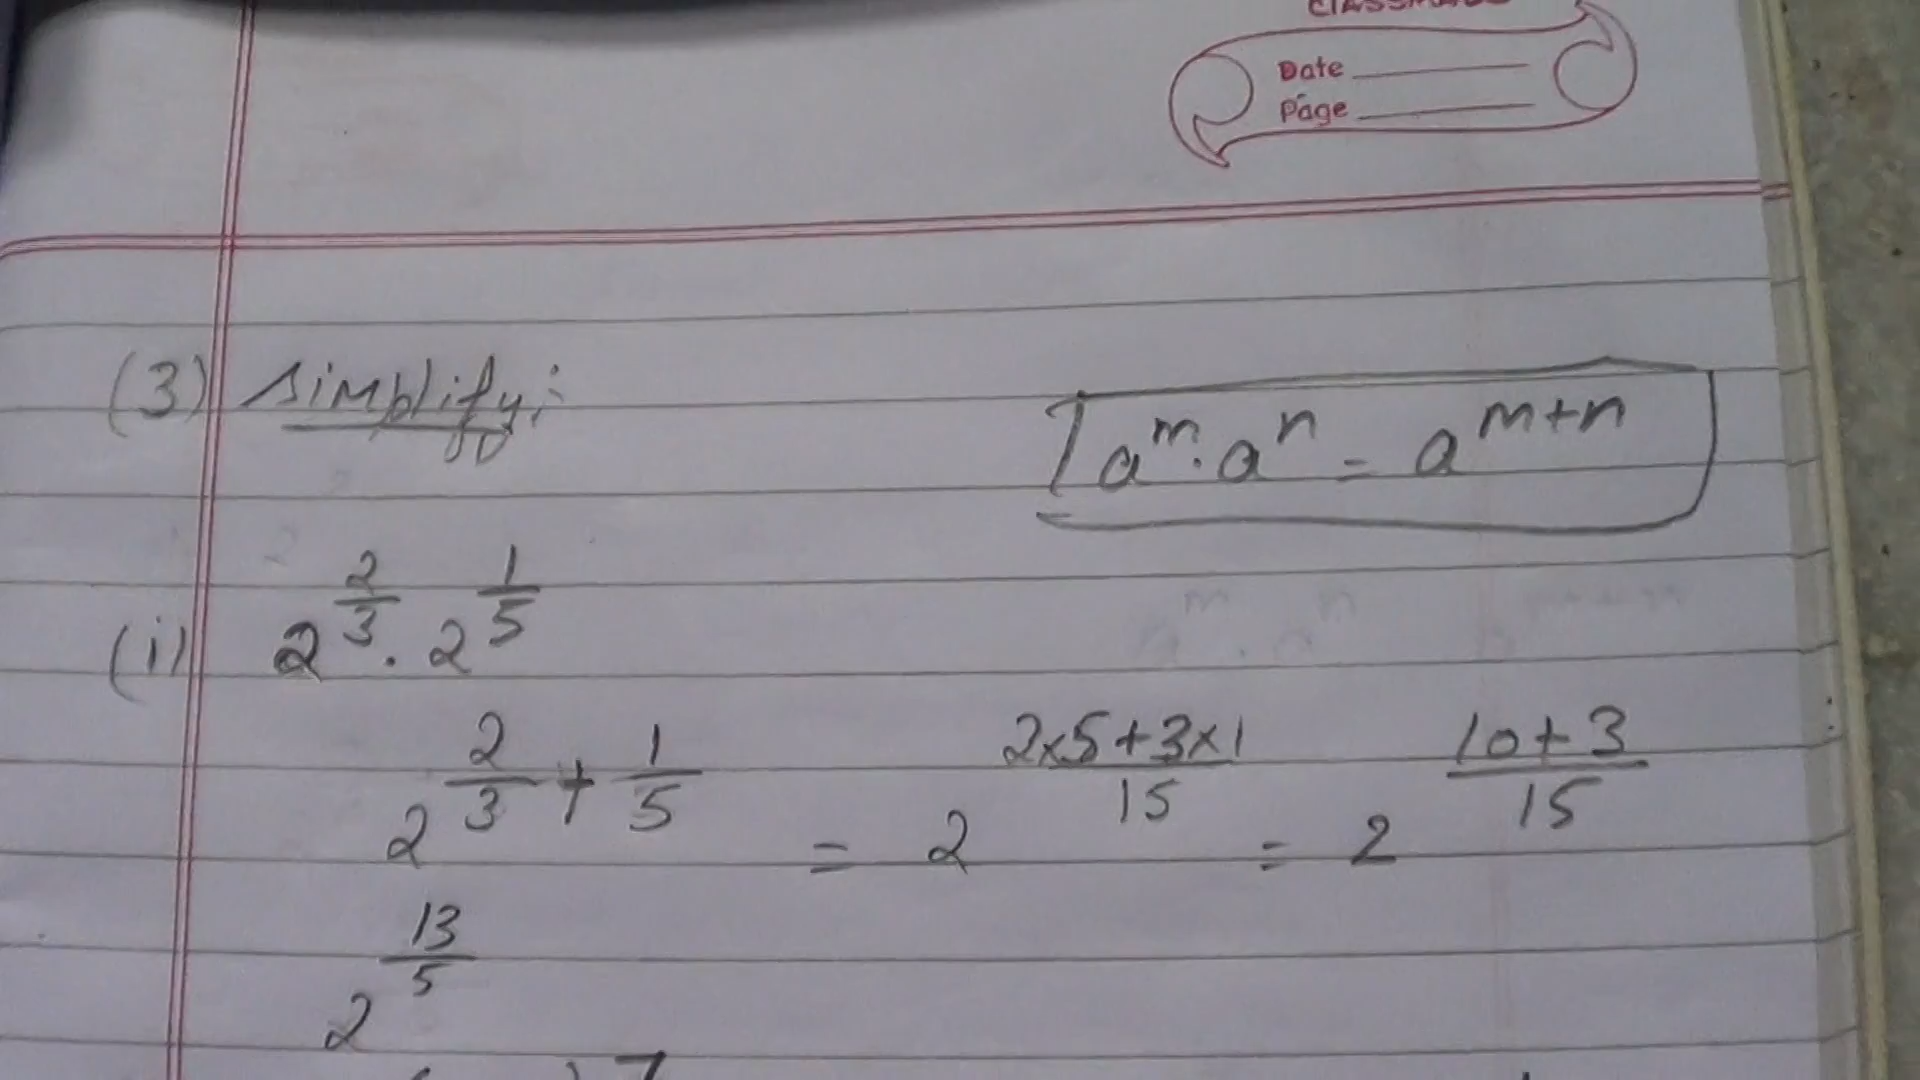 Date
Page
(3) Simplify:
a^m · a^n = a^(m+n)
(i) 2^(2/3) · 2^(1/5)
2^(2/3 + 1/5) = 2^((2×5+3×1)/15) = 2^((10+3)/15)
2^(13/5)